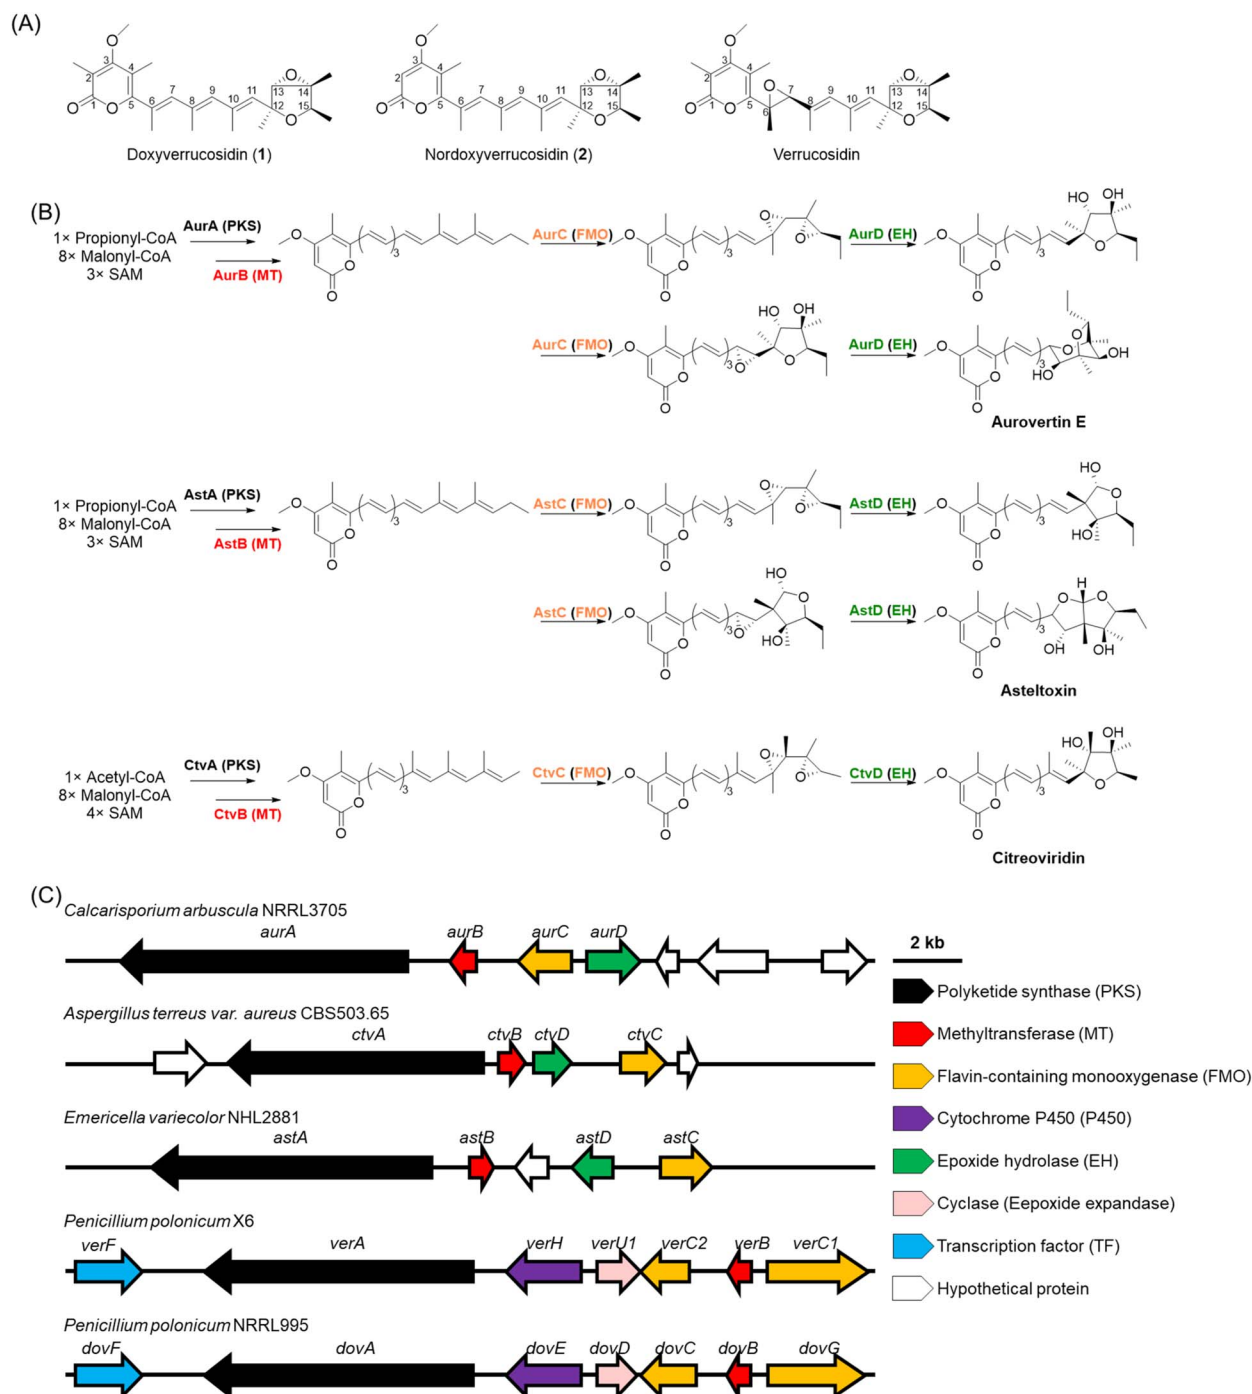 (A)
Doxyverrucosidin (1)
Nordoxyverrucosidin (2)
Verrucosidin
(B)
1× Propionyl-CoA
8× Malonyl-CoA
3× SAM
AurA (PKS)
AurB (MT)
AurC (FMO)
AurD (EH)
AurC (FMO)
AurD (EH)
Aurovertin E
1× Propionyl-CoA
8× Malonyl-CoA
3× SAM
AstA (PKS)
AstB (MT)
AstC (FMO)
AstD (EH)
AstC (FMO)
AstD (EH)
Asteltoxin
1× Acetyl-CoA
8× Malonyl-CoA
4× SAM
CtvA (PKS)
CtvB (MT)
CtvC (FMO)
CtvD (EH)
Citreoviridin
(C)
Calcarisporium arbuscula NRRL3705
aurA aurB aurC aurD
Aspergillus terreus var. aureus CBS503.65
ctvA ctvB ctvD ctvC
Emericella variecolor NHL2881
astA astB astD astC
Penicillium polonicum X6
verF verA verH verU1 verC2 verB verC1
Penicillium polonicum NRRL995
dovF dovA dovE dovD dovC dovB dovG
2 kb
Polyketide synthase (PKS)
Methyltransferase (MT)
Flavin-containing monooxygenase (FMO)
Cytochrome P450 (P450)
Epoxide hydrolase (EH)
Cyclase (Eepoxide expandase)
Transcription factor (TF)
Hypothetical protein